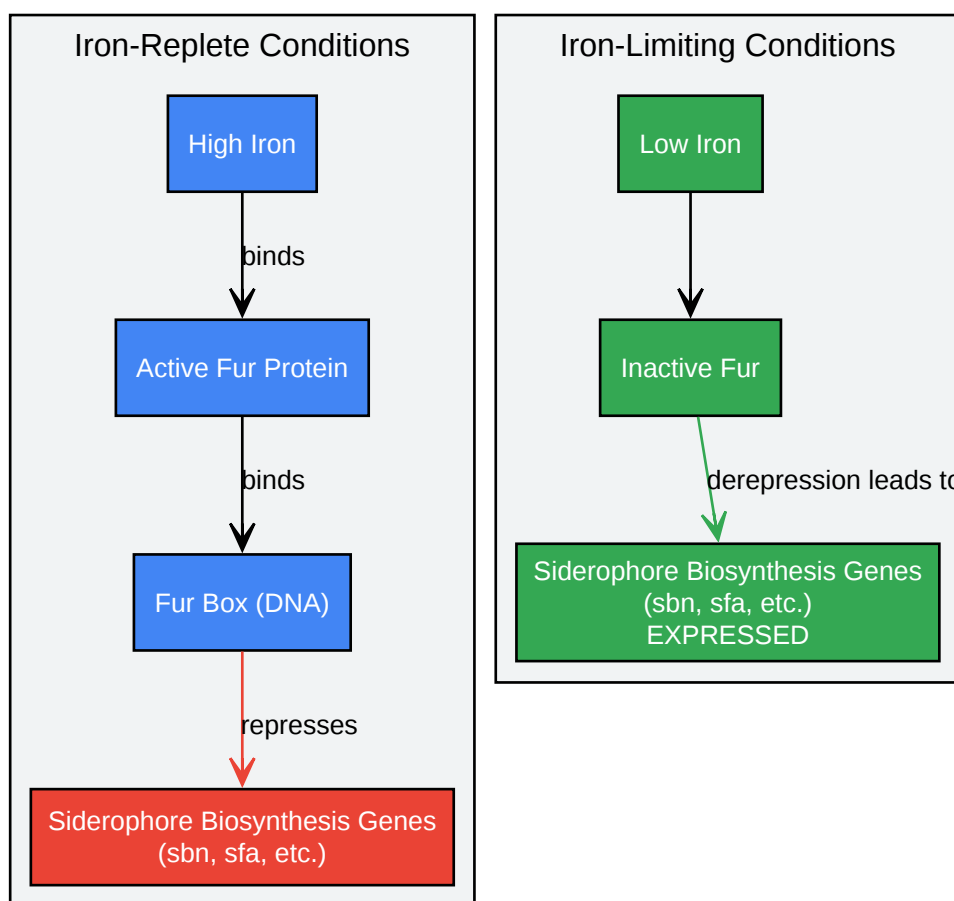 Iron-Replete Conditions
High Iron
binds
Active Fur Protein
binds
Fur Box (DNA)
represses
Siderophore Biosynthesis Genes
(sbn, sfa, etc.)
Iron-Limiting Conditions
Low Iron
Inactive Fur
derepression leads to
Siderophore Biosynthesis Genes
(sbn, sfa, etc.)
EXPRESSED